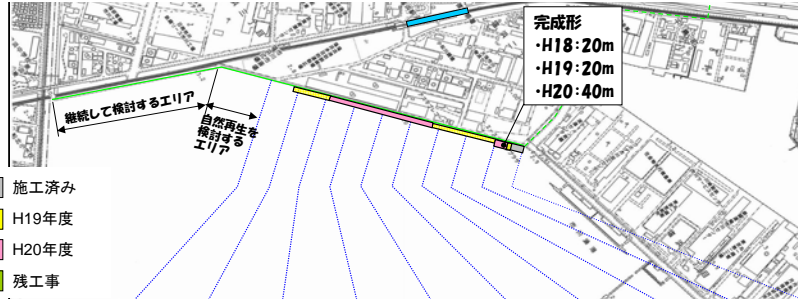 完成形
・H18:20m
・H19:20m
・H20:40m
継続して検討するエリア
自然再生を
検討する
エリア
施工済み
H19年度
H20年度
残工事